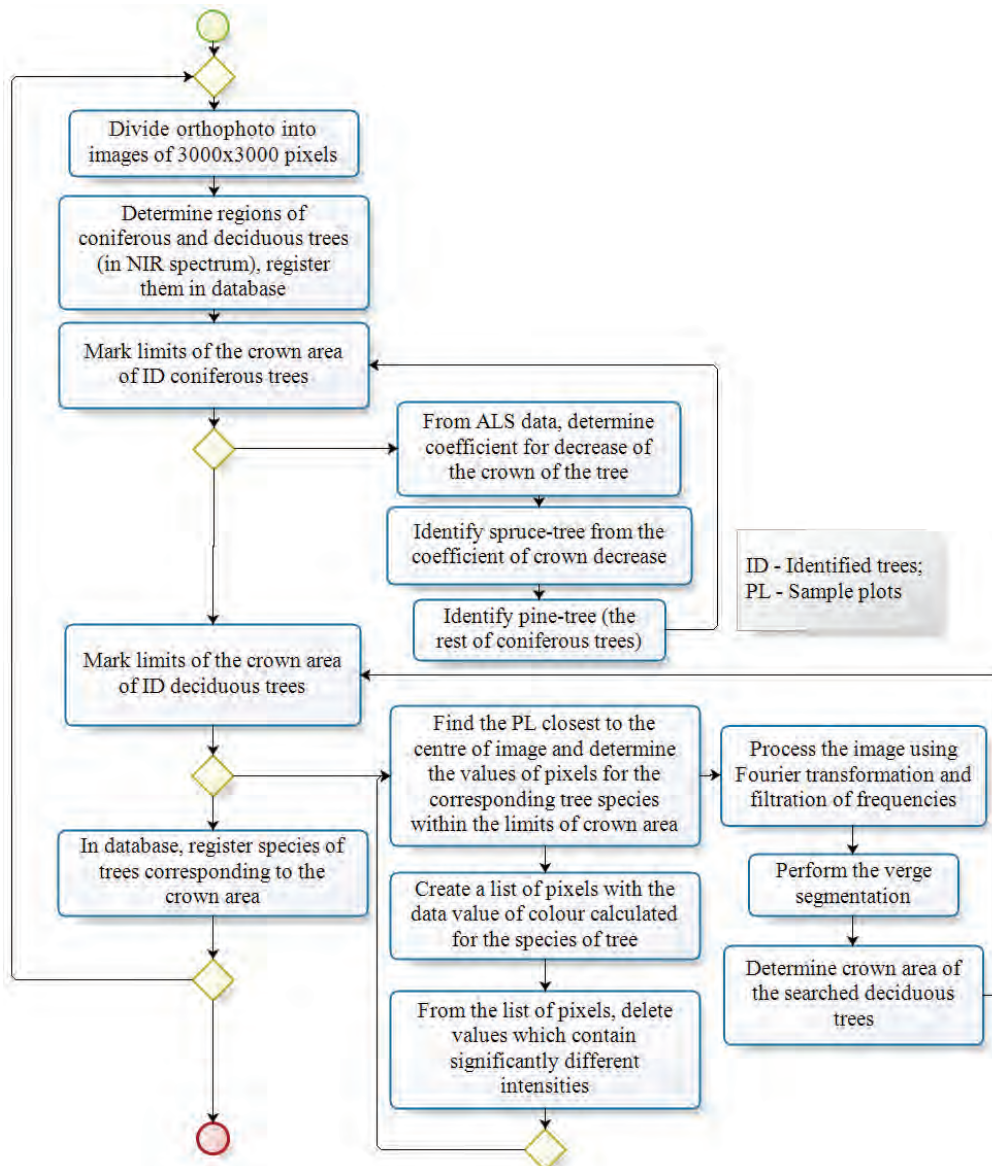 Divide orthophoto into
images of 3000x3000 pixels
Determine regions of
coniferous and deciduous trees
(in NIR spectrum), register
them in database
Mark limits of the crown area
of ID coniferous trees
From ALS data, determine
coefficient for decrease of
the crown of the tree
Identify spruce-tree from the
coefficient of crown decrease
Identify pine-tree (the
rest of coniferous trees)
ID - Identified trees;
PL - Sample plots
Mark limits of the crown area
of ID deciduous trees
Find the PL closest to the
centre of image and determine
the values of pixels for the
corresponding tree species
within the limits of crown area
Process the image using
Fourier transformation and
filtration of frequencies
In database, register species of
trees corresponding to the
crown area
Create a list of pixels with the
data value of colour calculated
for the species of tree
Perform the verge
segmentation
Determine crown area of
the searched deciduous
trees
From the list of pixels, delete
values which contain
significantly different
intensities